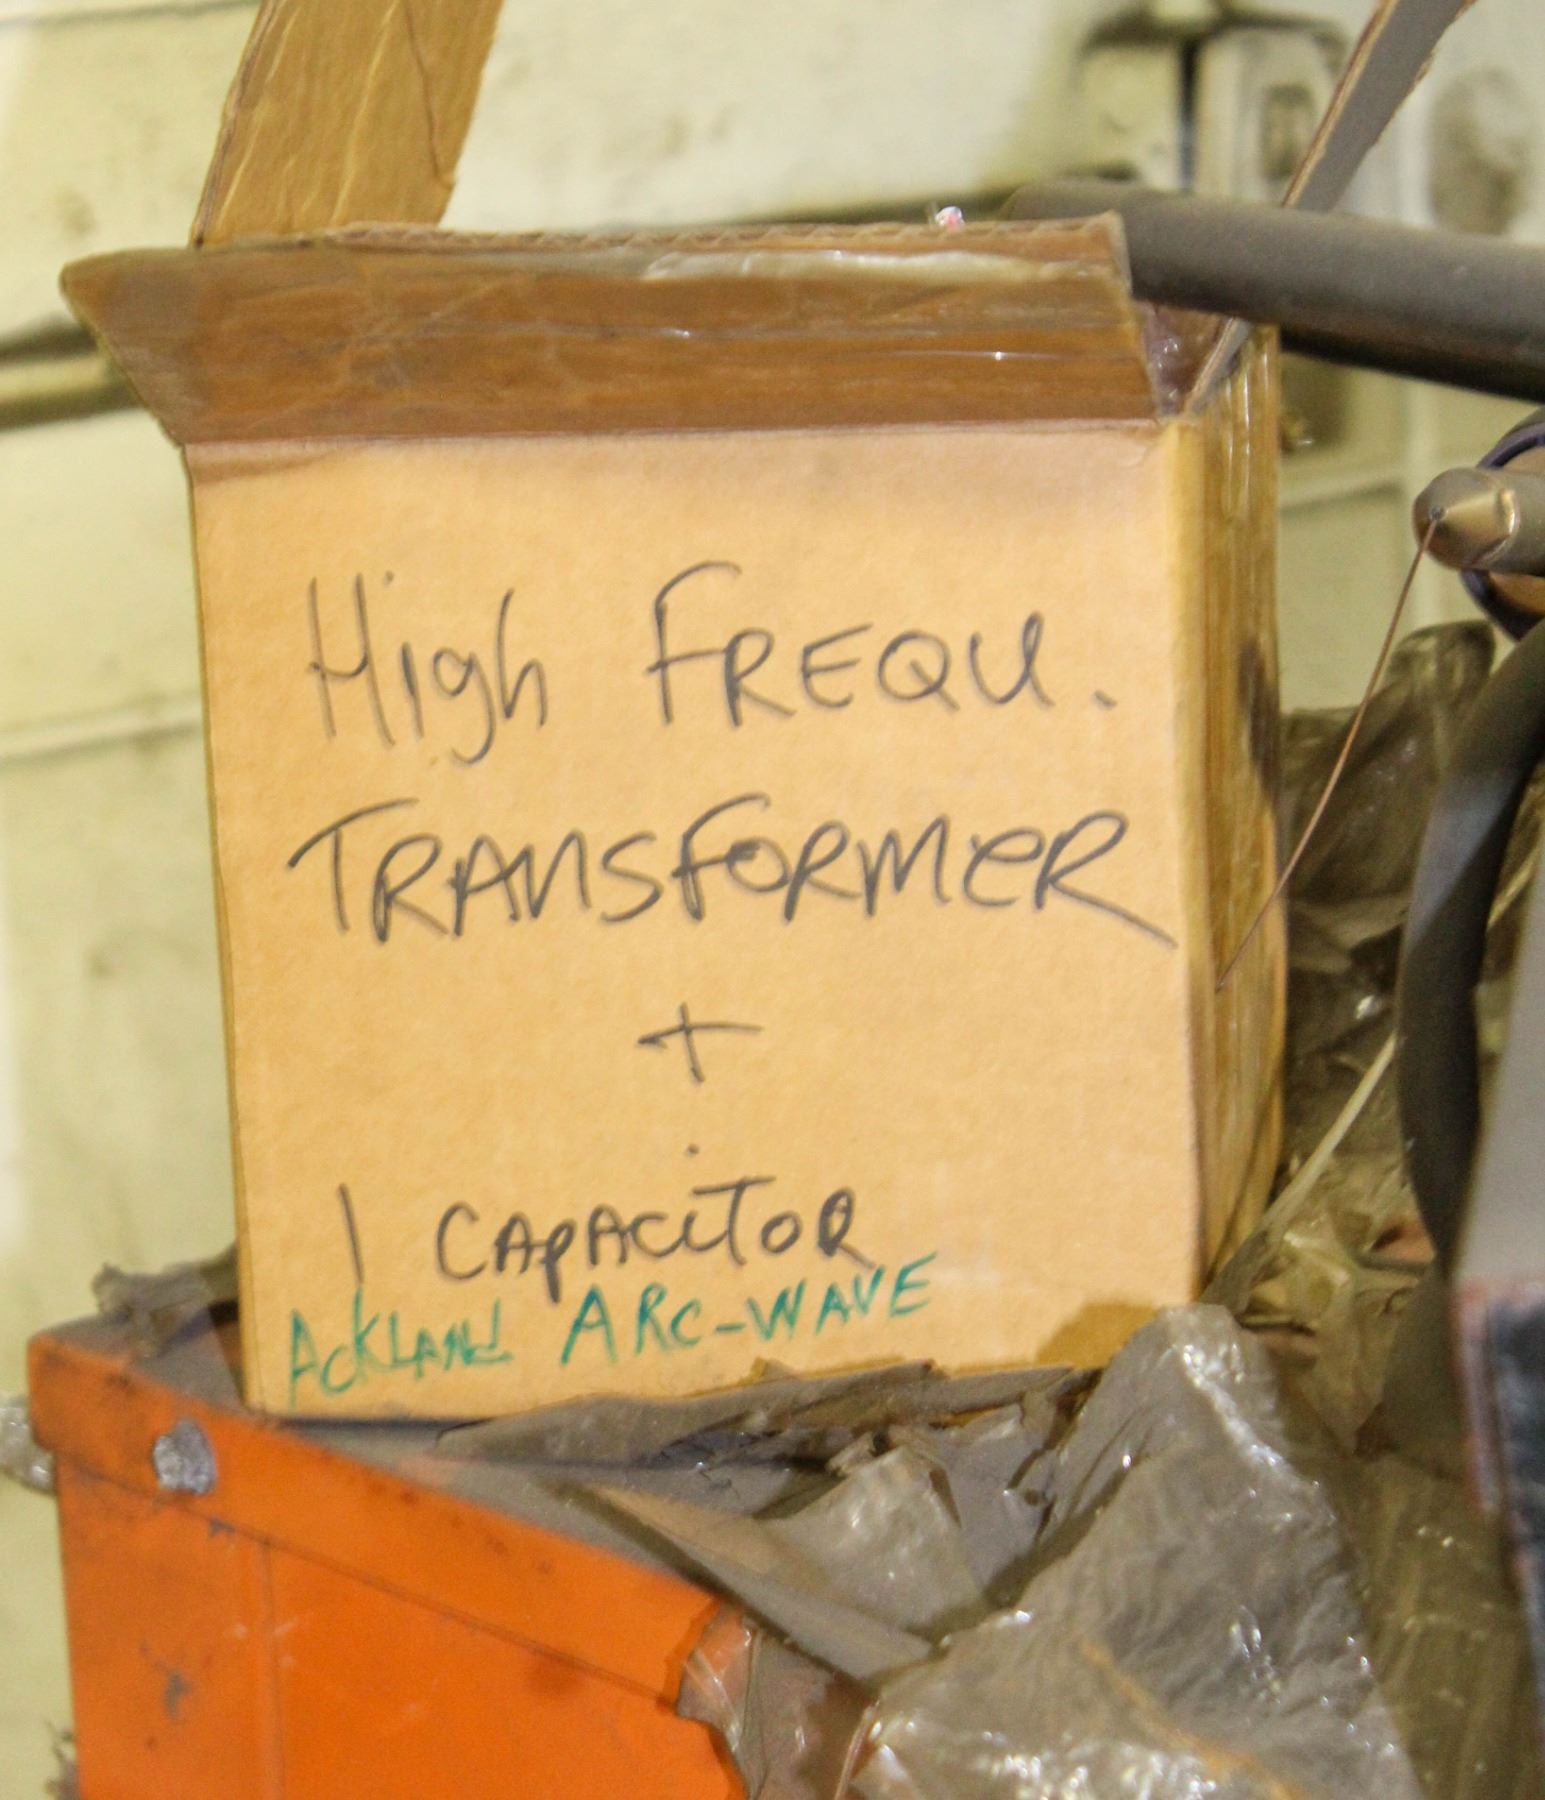 High FREQU.
TRANSFORMER
+
1 CAPACITOR
ACKLAND ARC-WAVE